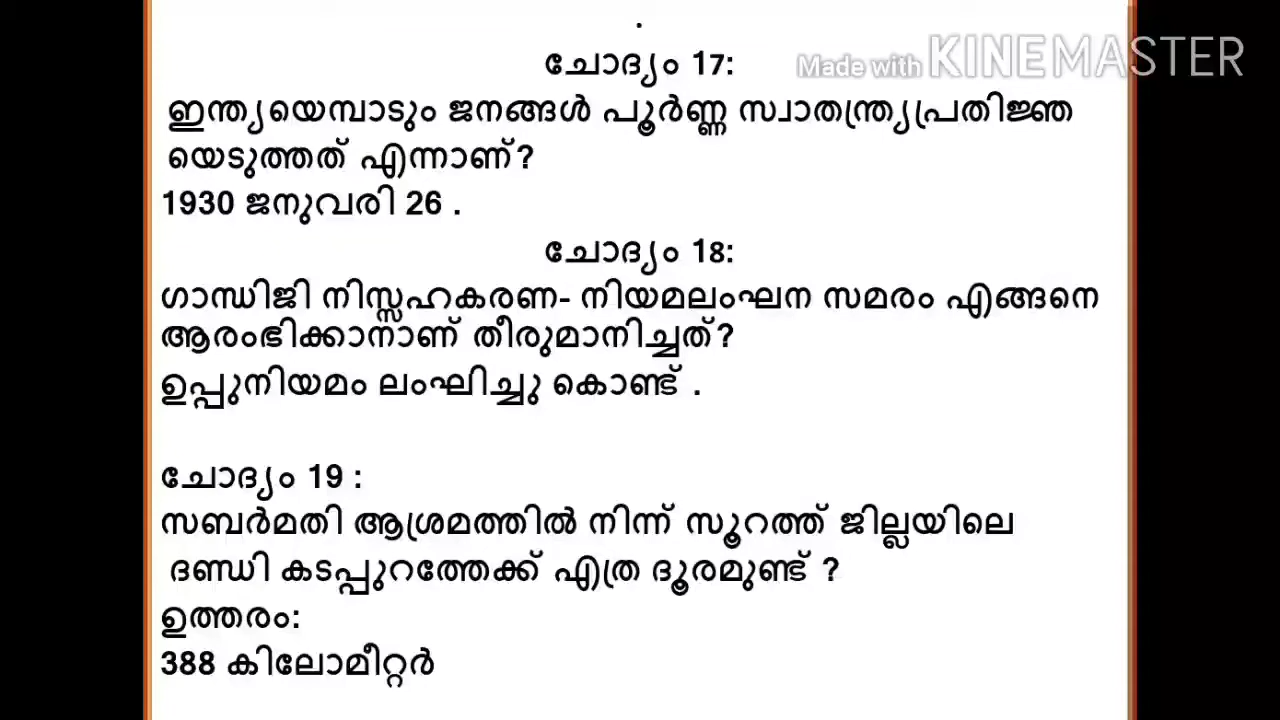 .
ചോദ്യം 17:
Made with KINEMASTER
ഇന്ത്യയെമ്പാടും ജനങ്ങൾ പൂർണ്ണ സ്വാതന്ത്ര്യപ്രതിജ്ഞ
യെടുത്തത് എന്നാണ്?
1930 ജനുവരി 26 .
ചോദ്യം 18:
ഗാന്ധിജി നിസ്സഹകരണ- നിയമലംഘന സമരം എങ്ങനെ
ആരംഭിക്കാനാണ് തീരുമാനിച്ചത്?
ഉപ്പുനിയമം ലംഘിച്ചു കൊണ്ട് .
ചോദ്യം 19 :
സബർമതി ആശ്രമത്തിൽ നിന്ന് സൂറത്ത് ജില്ലയിലെ
ദണ്ഡി കടപ്പുറത്തേക്ക് എത്ര ദൂരമുണ്ട് ?
ഉത്തരം:
388 കിലോമീറ്റർ